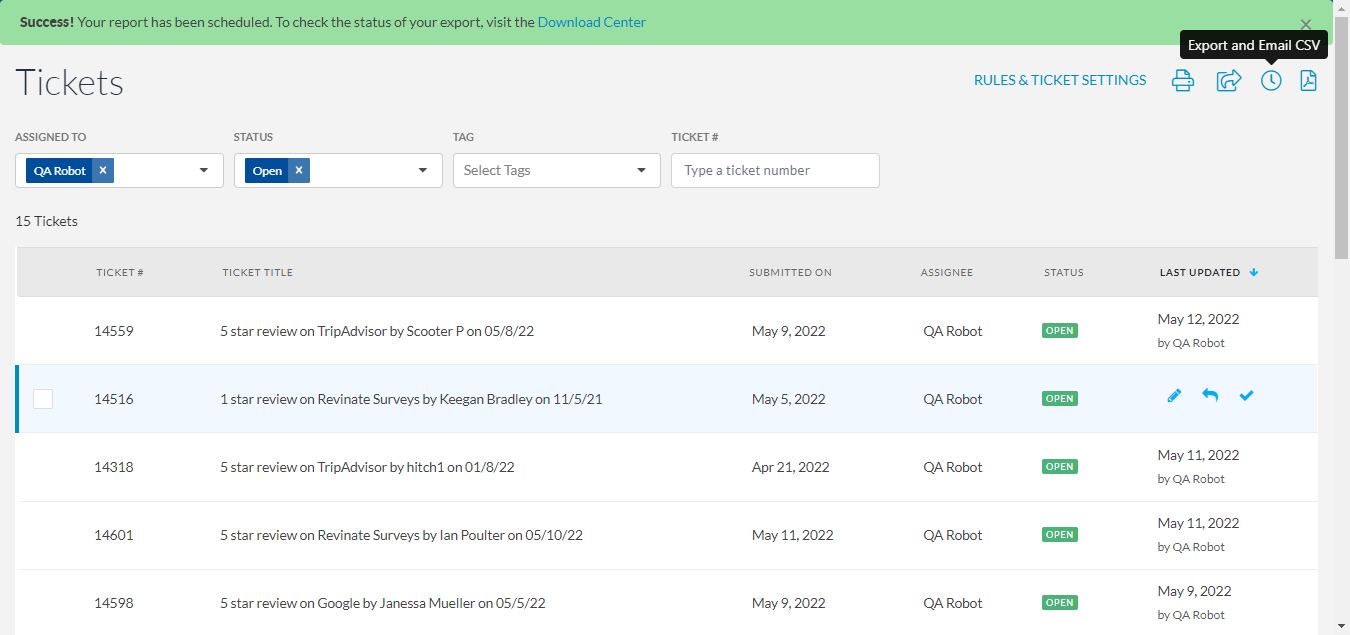 Success! Your report has been scheduled. To check the status of your export, visit the Download Center
Export and Email CSV
Tickets
RULES & TICKET SETTINGS
ASSIGNED TO
STATUS
TAG
TICKET #
QA Robot ×
Open ×
Select Tags
Type a ticket number
15 Tickets
TICKET # TICKET TITLE SUBMITTED ON ASSIGNEE STATUS LAST UPDATED
14559 5 star review on TripAdvisor by Scooter P on 05/8/22 May 9, 2022 QA Robot OPEN May 12, 2022
by QA Robot
14516 1 star review on Revinate Surveys by Keegan Bradley on 11/5/21 May 5, 2022 QA Robot OPEN
14318 5 star review on TripAdvisor by hitch1 on 01/8/22 Apr 21, 2022 QA Robot OPEN May 11, 2022
by QA Robot
14601 5 star review on Revinate Surveys by Ian Poulter on 05/10/22 May 11, 2022 QA Robot OPEN May 11, 2022
by QA Robot
14598 5 star review on Google by Janessa Mueller on 05/5/22 May 9, 2022 QA Robot OPEN May 9, 2022
by QA Robot